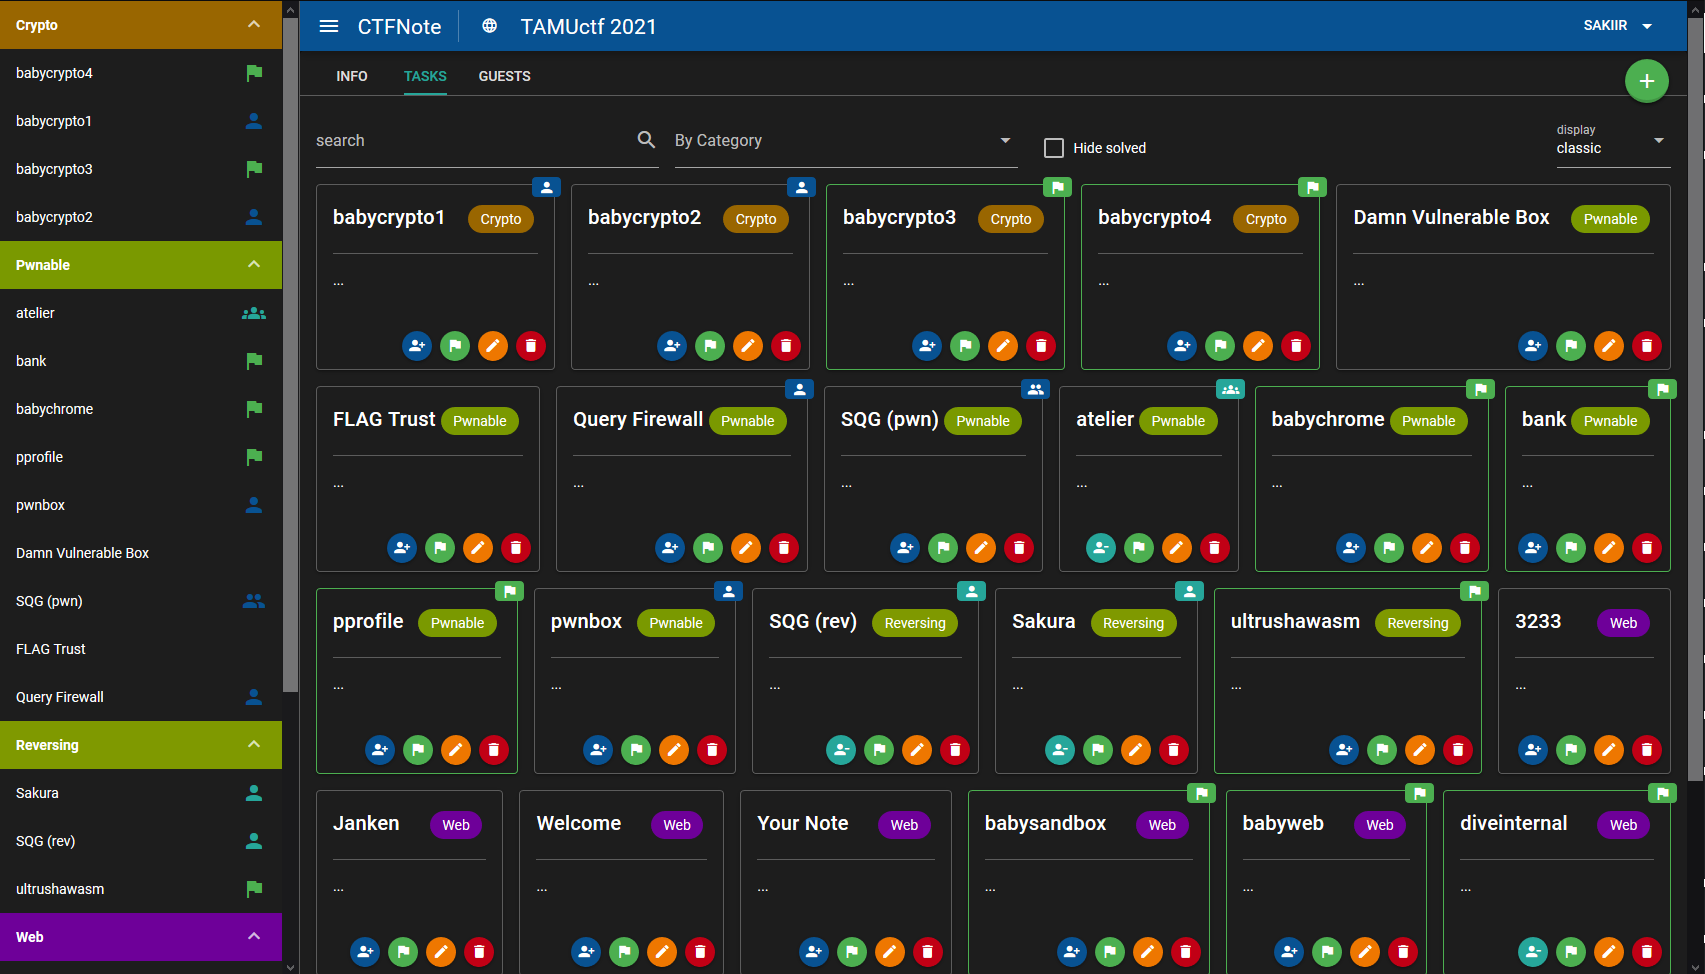 Crypto
babycrypto4
babycrypto1
babycrypto3
babycrypto2
Pwnable
atelier
bank
babychrome
pprofile
pwnbox
Damn Vulnerable Box
SQG (pwn)
FLAG Trust
Query Firewall
Reversing
Sakura
SQG (rev)
ultrushawasm
Web
CTFNote
TAMUctf 2021
SAKIIR
INFO
TASKS
GUESTS
search
By Category
Hide solved
display
classic
babycrypto1 Crypto
...
babycrypto2 Crypto
...
babycrypto3 Crypto
...
babycrypto4 Crypto
...
Damn Vulnerable Box Pwnable
...
FLAG Trust Pwnable
...
Query Firewall Pwnable
...
SQG (pwn) Pwnable
...
atelier Pwnable
...
babychrome Pwnable
...
bank Pwnable
...
pprofile Pwnable
...
pwnbox Pwnable
...
SQG (rev) Reversing
...
Sakura Reversing
...
ultrushawasm Reversing
...
3233 Web
...
Janken Web
...
Welcome Web
...
Your Note Web
...
babysandbox Web
...
babyweb Web
...
diveinternal Web
...